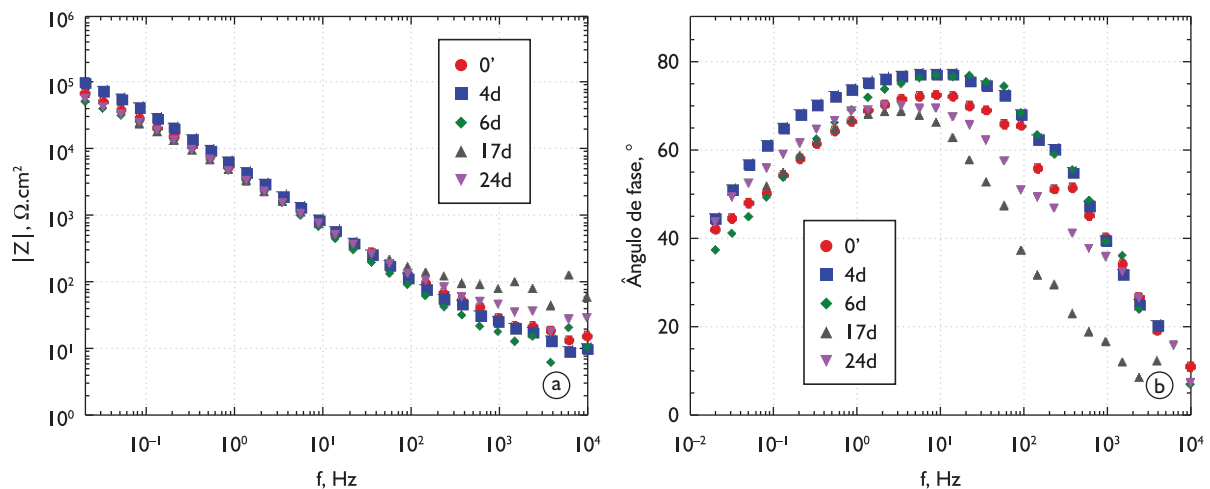 |Z|, Ω.cm²
10⁶
10⁵
10⁴
10³
10²
10¹
10⁰
10⁻¹ 10⁰ 10¹ 10² 10³ 10⁴
f, Hz
0'
4d
6d
17d
24d
a
Ângulo de fase, °
80
60
40
20
0
10⁻² 10⁻¹ 10⁰ 10¹ 10² 10³ 10⁴
f, Hz
0'
4d
6d
17d
24d
b